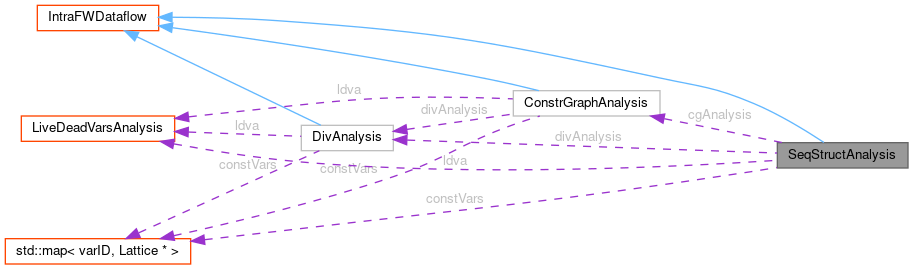 IntraFWDataflow
ldva
ConstrGraphAnalysis
divAnalysis
cgAnalysis
LiveDeadVarsAnalysis
ldva
DivAnalysis
divAnalysis
SeqStructAnalysis
constVars
constVars
ldva
constVars
std::map< varID, Lattice * >